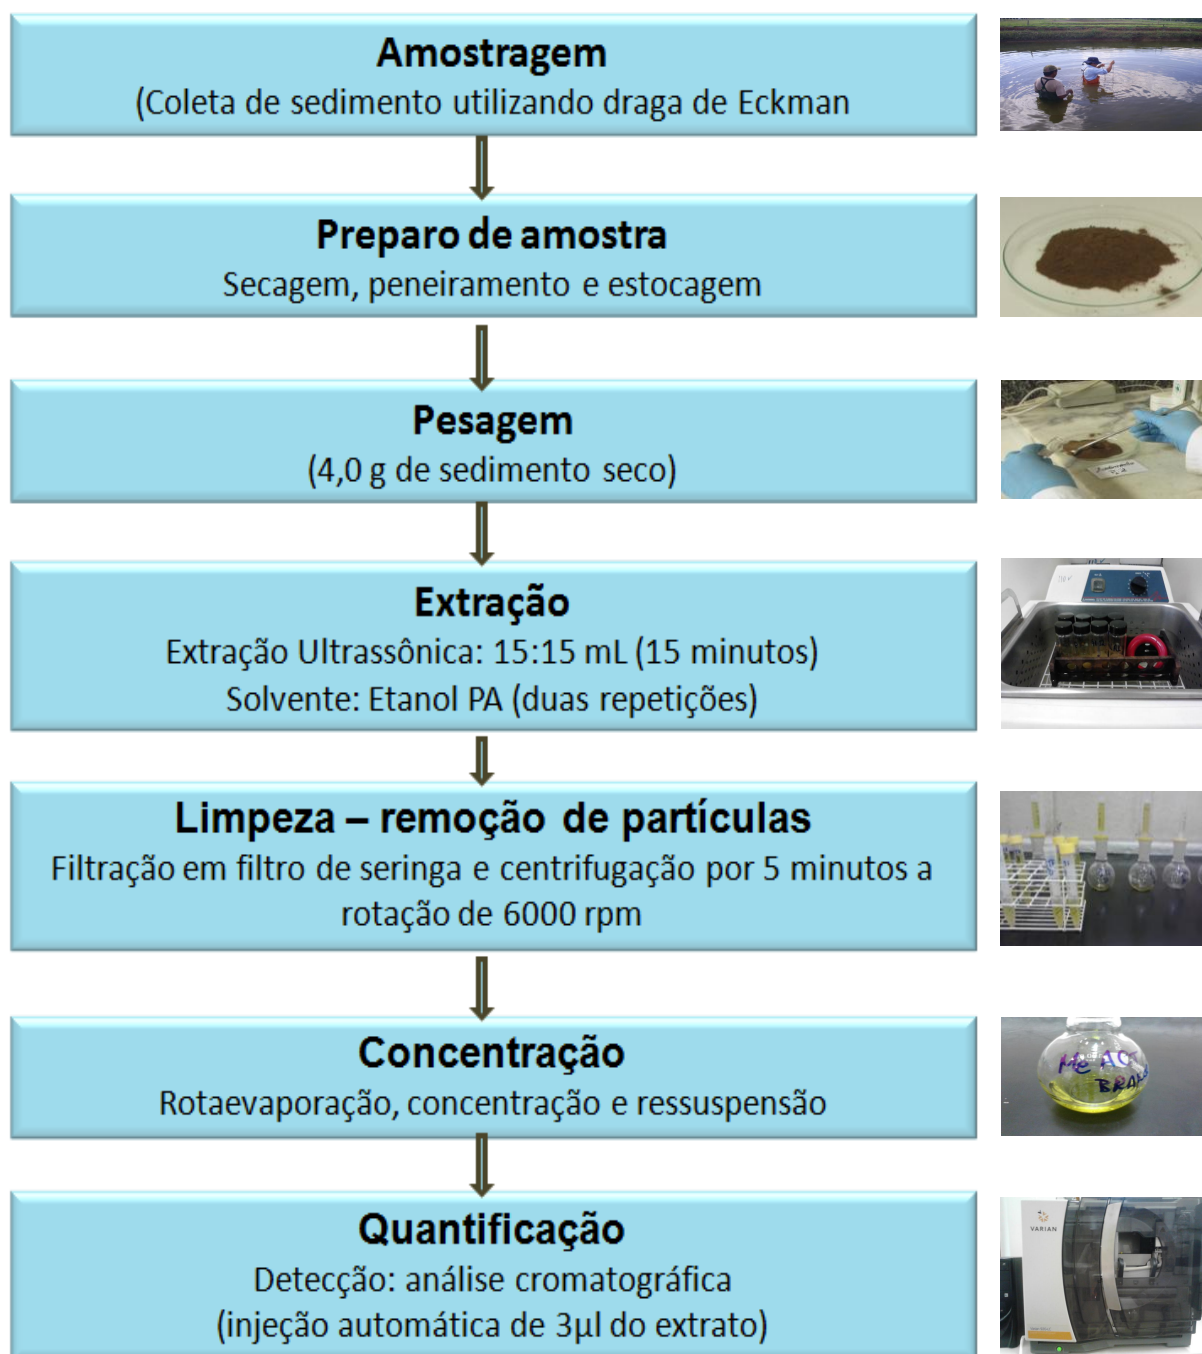 Amostragem
(Coleta de sedimento utilizando draga de Eckman
Preparo de amostra
Secagem, peneiramento e estocagem
Pesagem
(4,0 g de sedimento seco)
Extração
Extração Ultrassônica: 15:15 mL (15 minutos)
Solvente: Etanol PA (duas repetições)
Limpeza – remoção de partículas
Filtração em filtro de seringa e centrifugação por 5 minutos a
rotação de 6000 rpm
Concentração
Rotaevaporação, concentração e ressuspensão
Me ACT
Quantificação
Detecção: análise cromatográfica
(injeção automática de 3µl do extrato)
VARIAN